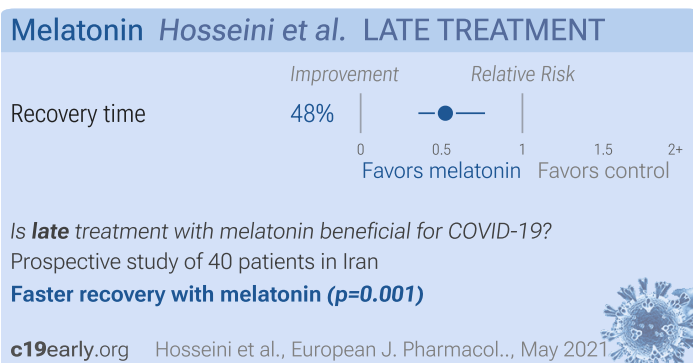 Melatonin Hosseini et al. LATE TREATMENT
Improvement Relative Risk
Recovery time 48%
0 0.5 1 1.5 2+
Favors melatonin Favors control
Is late treatment with melatonin beneficial for COVID-19?
Prospective study of 40 patients in Iran
Faster recovery with melatonin (p=0.001)
c19early.org Hosseini et al., European J. Pharmacol.., May 2021